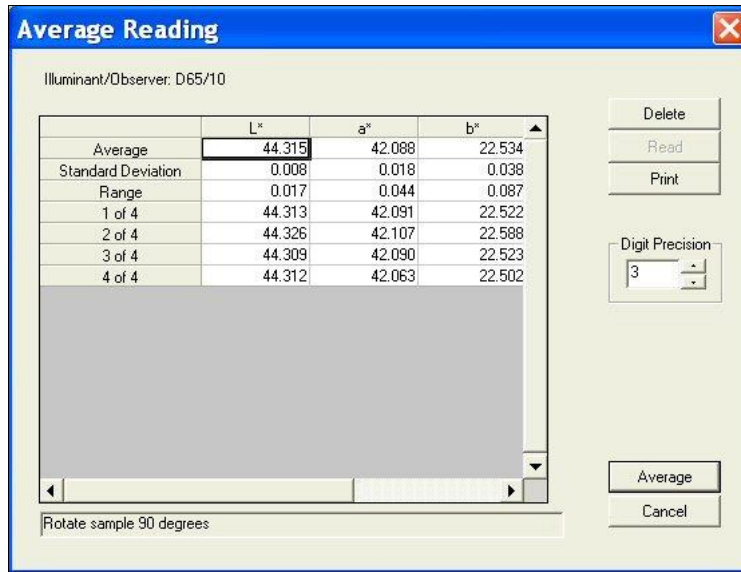 Average Reading
Illuminant/Observer: D65/10
L* a* b*
Average 44.315 42.088 22.534
Standard Deviation 0.008 0.018 0.038
Range 0.017 0.044 0.087
1 of 4 44.313 42.091 22.522
2 of 4 44.326 42.107 22.588
3 of 4 44.309 42.090 22.523
4 of 4 44.312 42.063 22.502
Rotate sample 90 degrees
Delete
Read
Print
Digit Precision
3
Average
Cancel